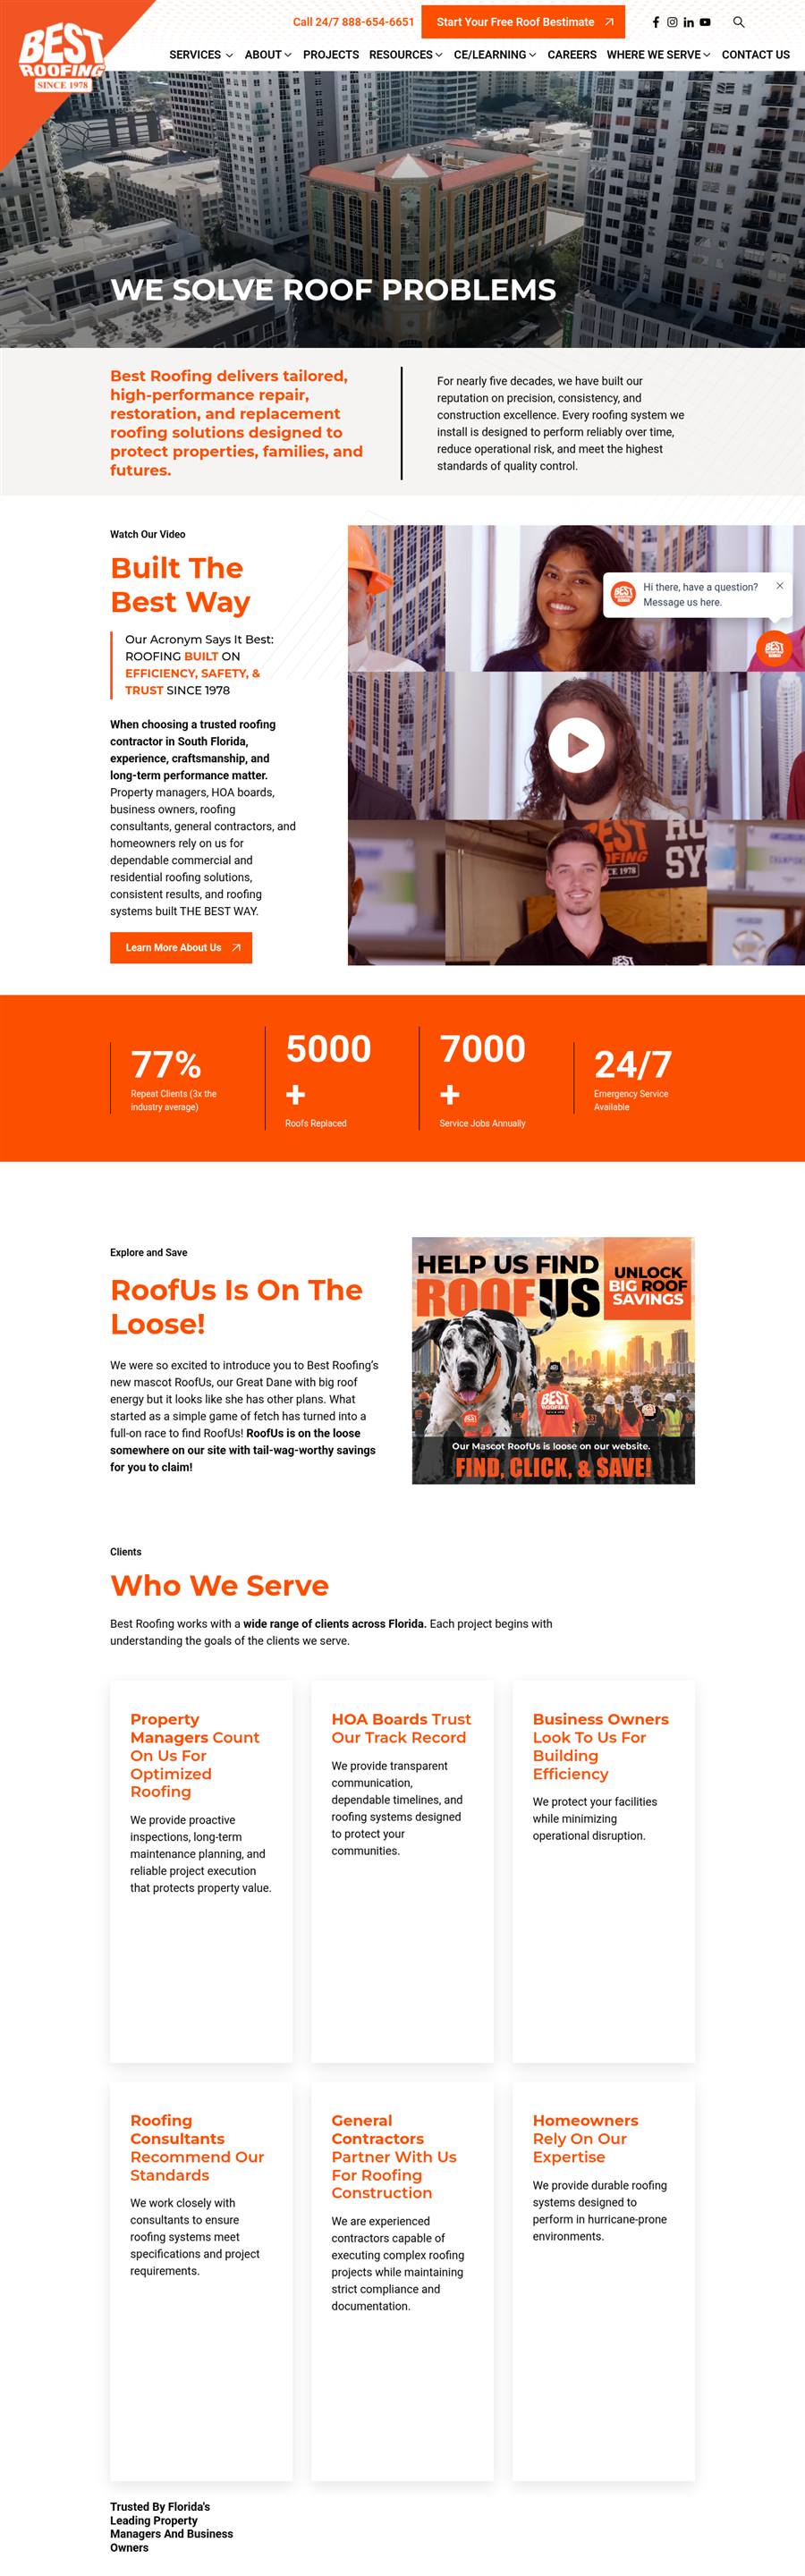 BEST
ROOFING
SINCE 1978
Call 24/7 888-654-6651
Start Your Free Roof Bestimate
SERVICES
ABOUT
PROJECTS
RESOURCES
CE/LEARNING
CAREERS
WHERE WE SERVE
CONTACT US
WE SOLVE ROOF PROBLEMS
Best Roofing delivers tailored,
high-performance repair,
restoration, and replacement
roofing solutions designed to
protect properties, families, and
futures.
For nearly five decades, we have built our
reputation on precision, consistency, and
construction excellence. Every roofing system we
install is designed to perform reliably over time,
reduce operational risk, and meet the highest
standards of quality control.
Watch Our Video
Built The
Best Way
Our Acronym Says It Best:
ROOFING BUILT ON
EFFICIENCY, SAFETY, &
TRUST SINCE 1978
When choosing a trusted roofing
contractor in South Florida,
experience, craftsmanship, and
long-term performance matter.
Property managers, HOA boards,
business owners, roofing
consultants, general contractors, and
homeowners rely on us for
dependable commercial and
residential roofing solutions,
consistent results, and roofing
systems built THE BEST WAY.
Learn More About Us
Hi there, have a question?
Message us here.
BEST
BEST
77%
Repeat Clients (3x the
industry average)
5000
+
Roofs Replaced
7000
+
Service Jobs Annually
24/7
Emergency Service
Available
Explore and Save
RoofUs Is On The
Loose!
We were so excited to introduce you to Best Roofing's
new mascot RoofUs, our Great Dane with big roof
energy but it looks like she has other plans. What
started as a simple game of fetch has turned into a
full-on race to find RoofUs! RoofUs is on the loose
somewhere on our site with tail-wag-worthy savings
for you to claim!
HELP US FIND
ROOFUS
UNLOCK
BIG ROOF
SAVINGS
BEST
ROOFING
Our Mascot RoofUs is loose on our website.
FIND, CLICK, & SAVE!
Clients
Who We Serve
Best Roofing works with a wide range of clients across Florida. Each project begins with
understanding the goals of the clients we serve.
Property
Managers Count
On Us For
Optimized
Roofing
We provide proactive
inspections, long-term
maintenance planning, and
reliable project execution
that protects property value.
HOA Boards Trust
Our Track Record
We provide transparent
communication,
dependable timelines, and
roofing systems designed
to protect your
communities.
Business Owners
Look To Us For
Building
Efficiency
We protect your facilities
while minimizing
operational disruption.
Roofing
Consultants
Recommend Our
Standards
We work closely with
consultants to ensure
roofing systems meet
specifications and project
requirements.
General
Contractors
Partner With Us
For Roofing
Construction
We are experienced
contractors capable of
executing complex roofing
projects while maintaining
strict compliance and
documentation.
Homeowners
Rely On Our
Expertise
We provide durable roofing
systems designed to
perform in hurricane-prone
environments.
Trusted By Florida's
Leading Property
Managers And Business
Owners